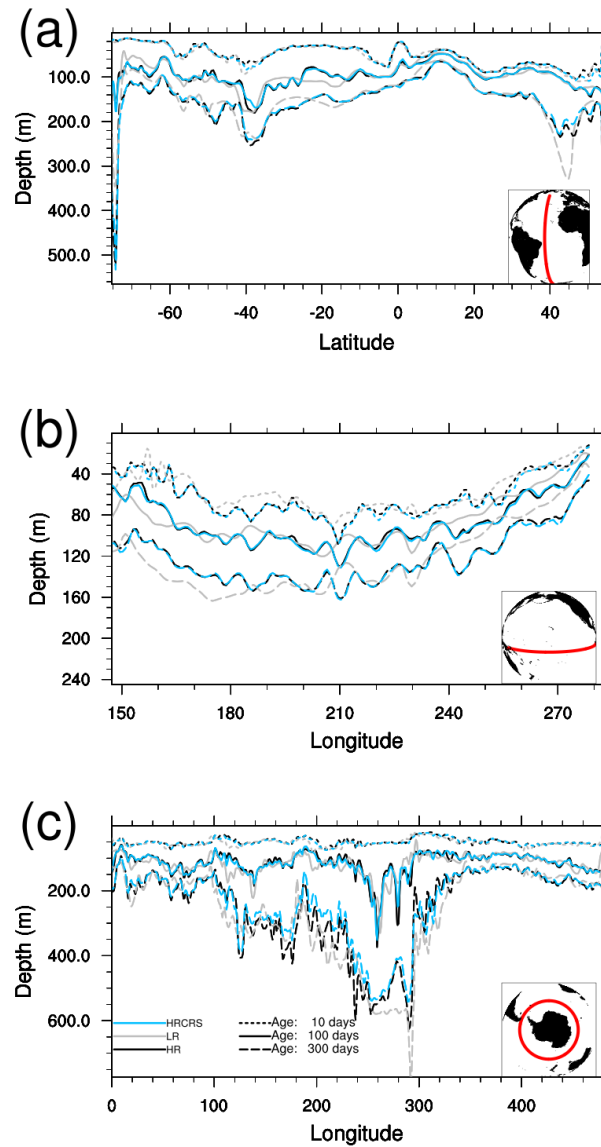 (a)
100.0
200.0
300.0
400.0
500.0
Depth (m)
-60
-40
-20
0
20
40
Latitude
(b)
40
80
120
160
200
240
Depth (m)
150
180
210
240
270
Longitude
(c)
200.0
400.0
600.0
Depth (m)
HRCRS
LR
HR
Age: 10 days
Age: 100 days
Age: 300 days
0
100
200
300
400
Longitude